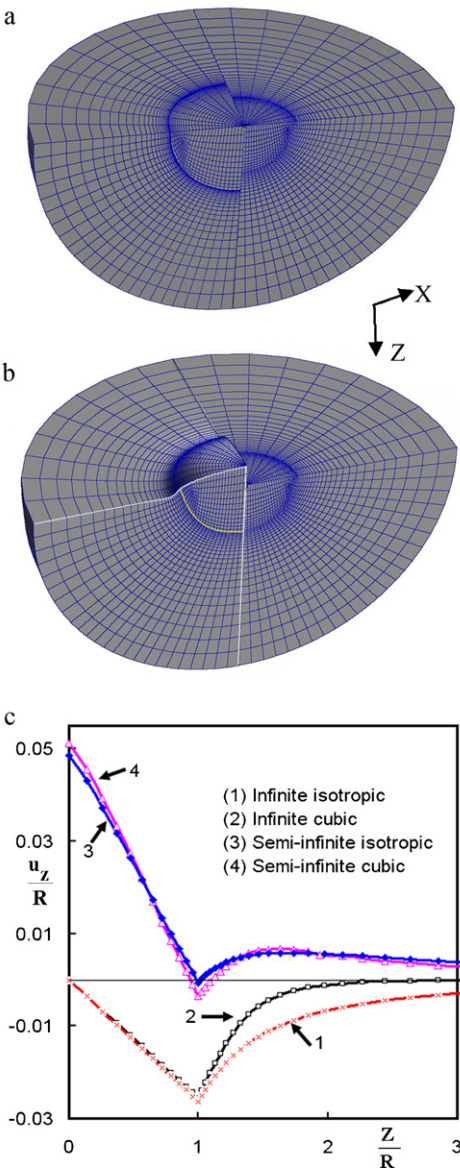 a
X
Z
b
c
0.05
4
(1) Infinite isotropic
(2) Infinite cubic
0.03
3
(3) Semi-infinite isotropic
(4) Semi-infinite cubic
uz
R
0.01
-0.01
2
1
-0.03
0 1 Z 2 3
R